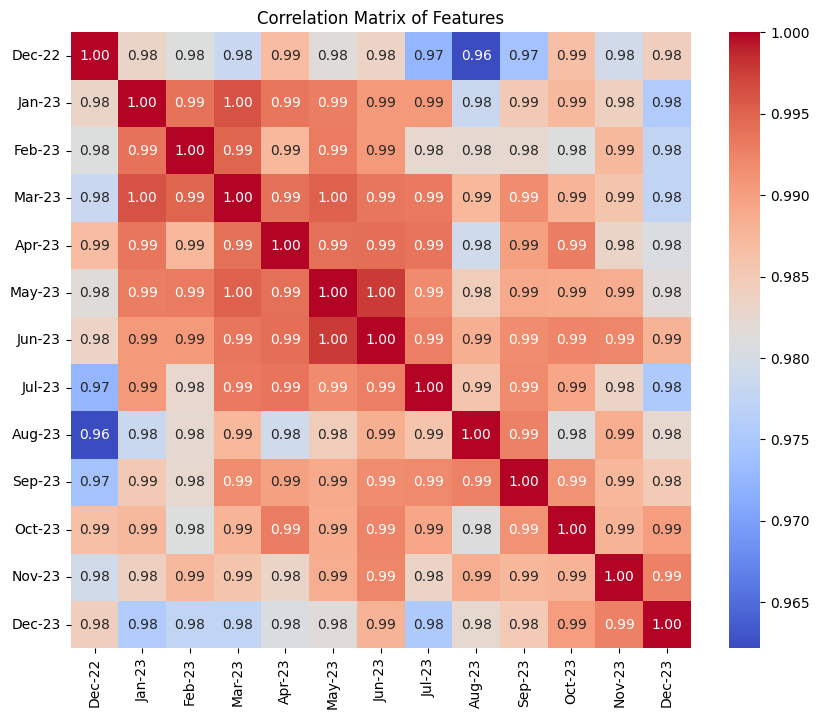 Correlation Matrix of Features
Dec-22 1.00 0.98 0.98 0.98 0.99 0.98 0.98 0.97 0.96 0.97 0.99 0.98 0.98
Jan-23 0.98 1.00 0.99 1.00 0.99 0.99 0.99 0.99 0.98 0.99 0.99 0.98 0.98
Feb-23 0.98 0.99 1.00 0.99 0.99 0.99 0.99 0.98 0.98 0.98 0.98 0.99 0.98
Mar-23 0.98 1.00 0.99 1.00 0.99 1.00 0.99 0.99 0.99 0.99 0.99 0.99 0.98
Apr-23 0.99 0.99 0.99 0.99 1.00 0.99 0.99 0.99 0.98 0.99 0.99 0.98 0.98
May-23 0.98 0.99 0.99 1.00 0.99 1.00 1.00 0.99 0.98 0.99 0.99 0.99 0.98
Jun-23 0.98 0.99 0.99 0.99 0.99 1.00 1.00 0.99 0.99 0.99 0.99 0.99 0.99
Jul-23 0.97 0.99 0.98 0.99 0.99 0.99 0.99 1.00 0.99 0.99 0.99 0.98 0.98
Aug-23 0.96 0.98 0.98 0.99 0.98 0.98 0.99 0.99 1.00 0.99 0.98 0.99 0.98
Sep-23 0.97 0.99 0.98 0.99 0.99 0.99 0.99 0.99 0.99 1.00 0.99 0.99 0.98
Oct-23 0.99 0.99 0.98 0.99 0.99 0.99 0.99 0.99 0.98 0.99 1.00 0.99 0.99
Nov-23 0.98 0.98 0.99 0.99 0.98 0.99 0.99 0.98 0.99 0.99 0.99 1.00 0.99
Dec-23 0.98 0.98 0.98 0.98 0.98 0.98 0.99 0.98 0.98 0.98 0.99 0.99 1.00
Dec-22 Jan-23 Feb-23 Mar-23 Apr-23 May-23 Jun-23 Jul-23 Aug-23 Sep-23 Oct-23 Nov-23 Dec-23
1.000
0.995
0.990
0.985
0.980
0.975
0.970
0.965